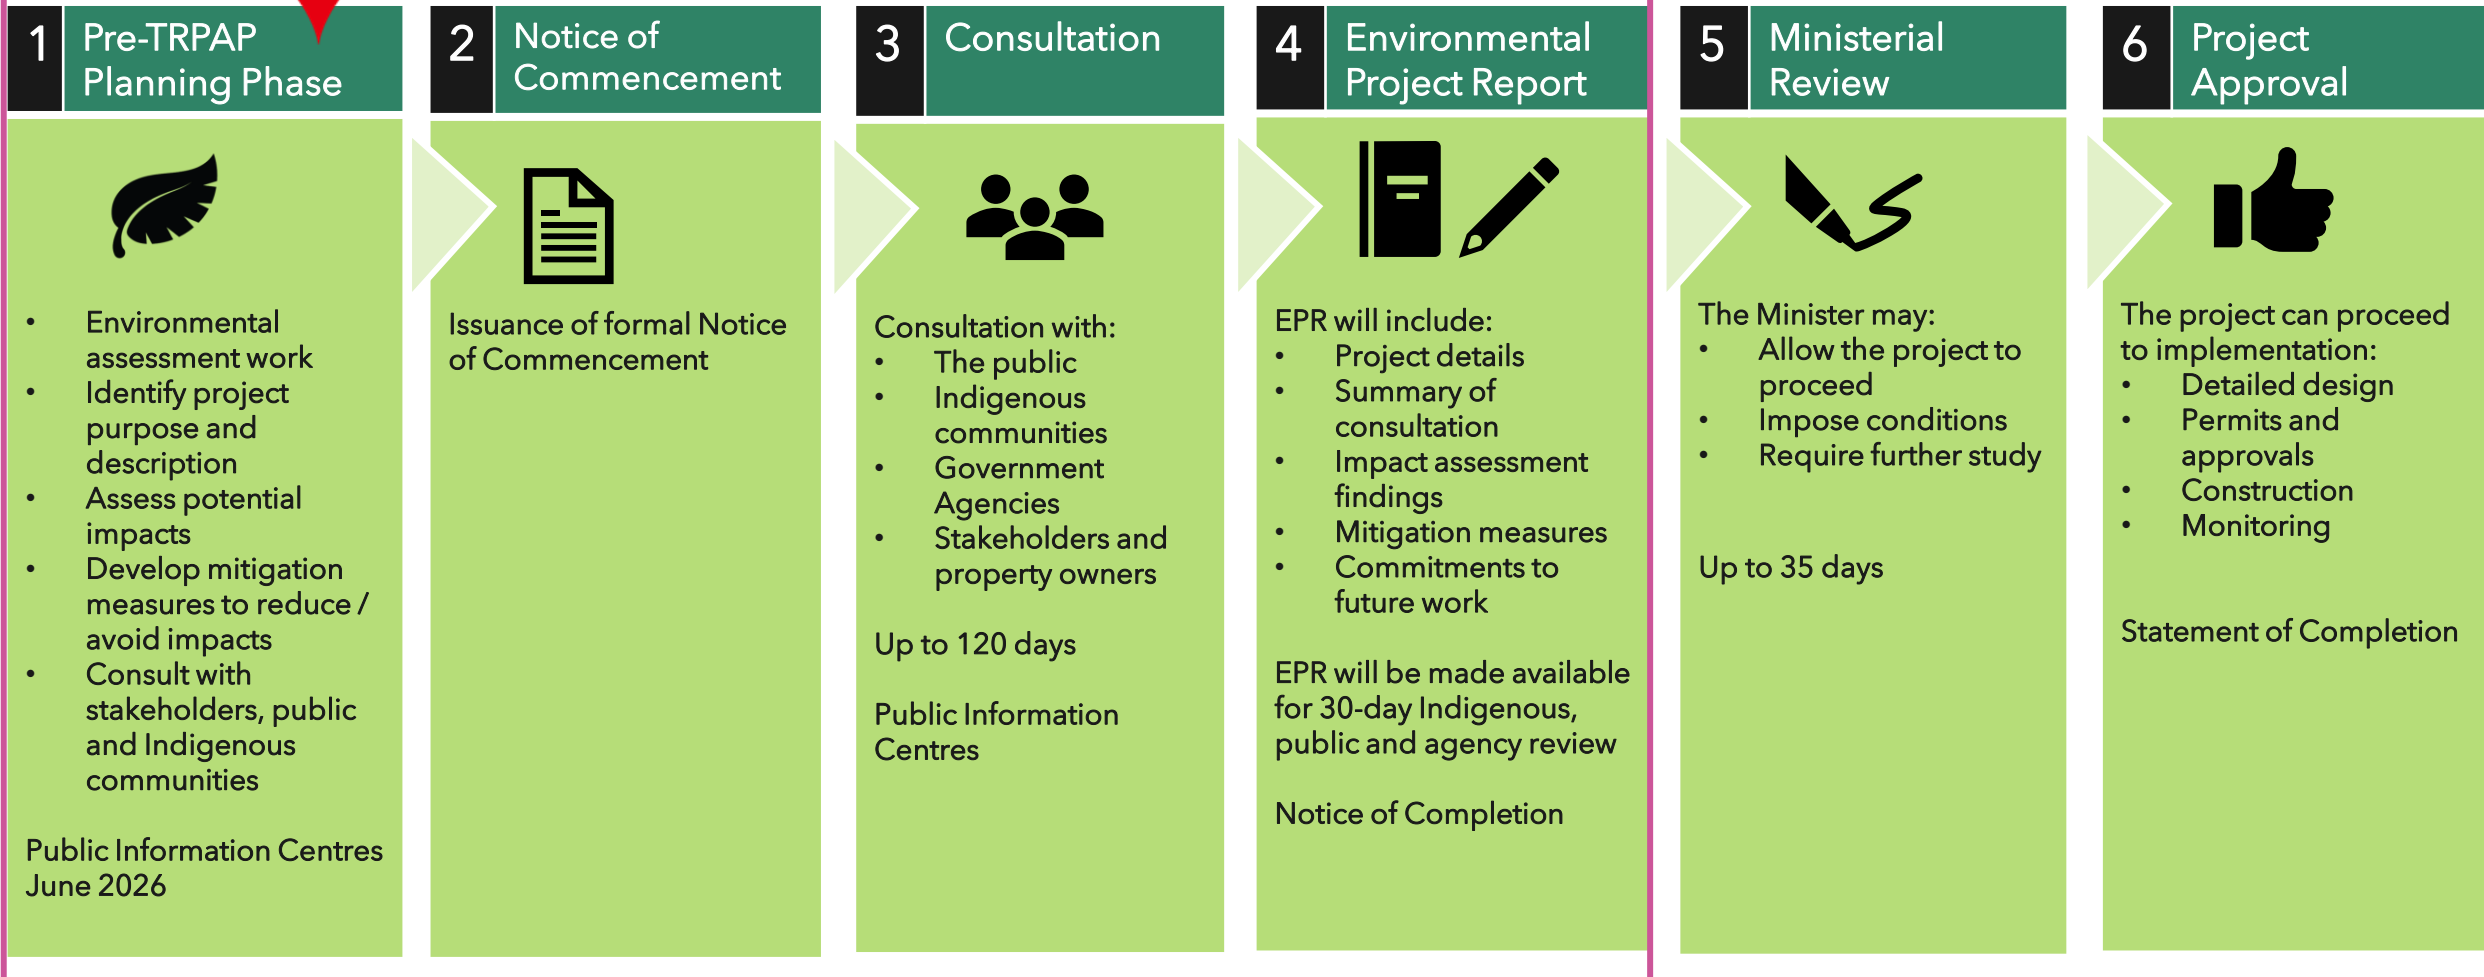 1
Pre-TRPAP
Planning Phase
• Environmental
assessment work
• Identify project
purpose and
description
• Assess potential
impacts
• Develop mitigation
measures to reduce /
avoid impacts
• Consult with
stakeholders, public
and Indigenous
communities
Public Information Centres
June 2026
2
Notice of
Commencement
Issuance of formal Notice
of Commencement
3
Consultation
Consultation with:
• The public
• Indigenous
communities
• Government
Agencies
• Stakeholders and
property owners
Up to 120 days
Public Information
Centres
4
Environmental
Project Report
EPR will include:
• Project details
• Summary of
consultation
• Impact assessment
findings
• Mitigation measures
• Commitments to
future work
EPR will be made available
for 30-day Indigenous,
public and agency review
Notice of Completion
5
Ministerial
Review
The Minister may:
• Allow the project to
proceed
• Impose conditions
• Require further study
Up to 35 days
6
Project
Approval
The project can proceed
to implementation:
• Detailed design
• Permits and
approvals
• Construction
• Monitoring
Statement of Completion